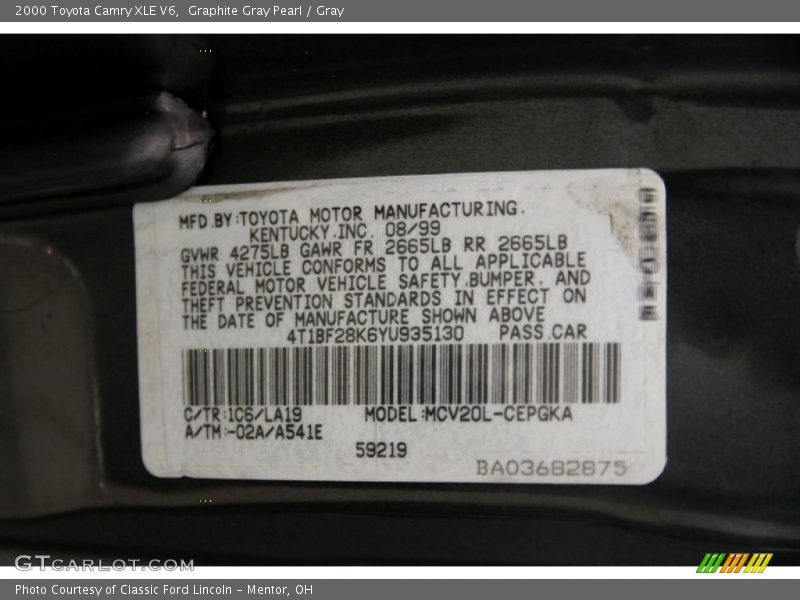 2000 Toyota Camry XLE V6,  Graphite Gray Pearl / Gray
MFD.BY:TOYOTA MOTOR MANUFACTURING.
KENTUCKY.INC. 08/99
GVWR 4275LB GAWR FR 2665LB RR 2665LB
THIS VEHICLE CONFORMS TO ALL APPLICABLE
FEDERAL MOTOR VEHICLE SAFETY.BUMPER. AND
THEFT PREVENTION STANDARDS IN EFFECT ON
THE DATE OF MANUFACTURE SHOWN ABOVE
4T1BF28K6YU935130 PASS.CAR
C/TR:1C6/LA19 MODEL:MCV20L-CEPGKA
A/TM:-02A/A541E
59219
BA03682875
GTCARLOT.COM
Photo Courtesy of Classic Ford Lincoln - Mentor, OH